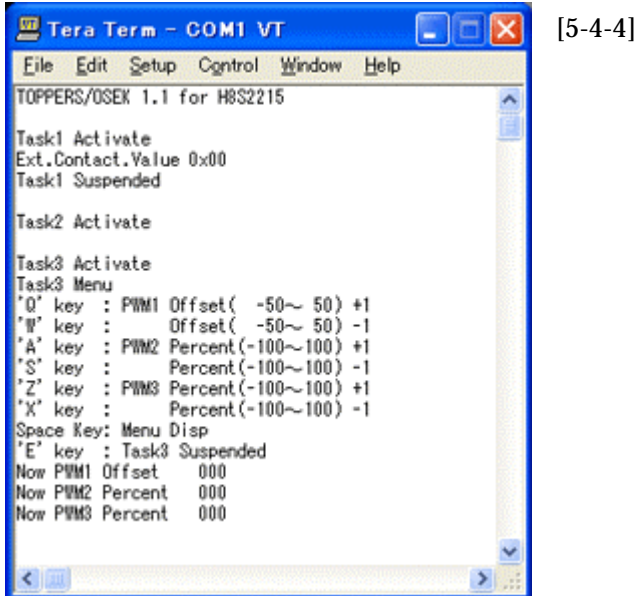 Tera Term - COM1 VT
[5-4-4]
File Edit Setup Control Window Help
TOPPERS/OSEK 1.1 for H8S2215
Task1 Activate
Ext.Contact.Value 0x00
Task1 Suspended
Task2 Activate
Task3 Activate
Task3 Menu
'Q' key : PWM1 Offset( -50～ 50) +1
'W' key : Offset( -50～ 50) -1
'A' key : PWM2 Percent(-100～100) +1
'S' key : Percent(-100～100) -1
'Z' key : PWM3 Percent(-100～100) +1
'X' key : Percent(-100～100) -1
Space Key: Menu Disp
'E' key : Task3 Suspended
Now PWM1 Offset 000
Now PWM2 Percent 000
Now PWM3 Percent 000